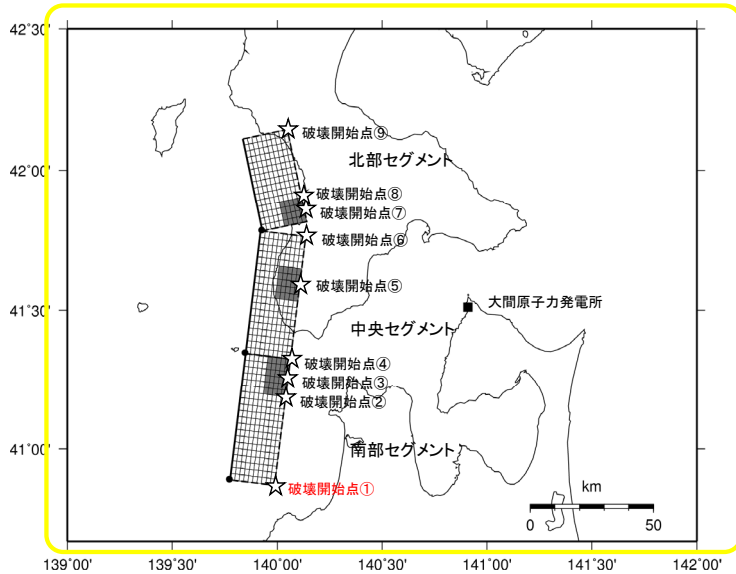 42°30'
破壊開始点⑨
北部セグメント
42°00'
破壊開始点⑧
破壊開始点⑦
破壊開始点⑥
破壊開始点⑤
大間原子力発電所
41°30'
中央セグメント
破壊開始点④
破壊開始点③
破壊開始点②
41°00'
南部セグメント
破壊開始点①
km
0 50
139°00' 139°30' 140°00' 140°30' 141°00' 141°30' 142°00'